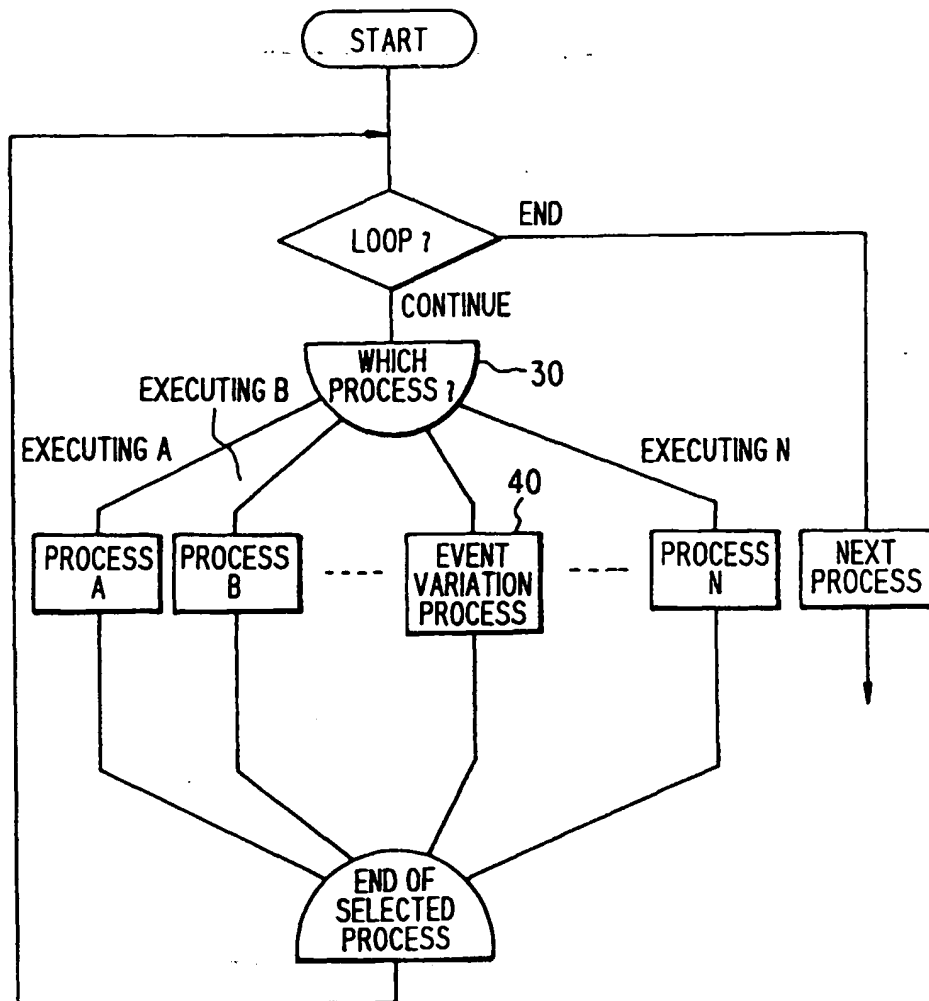 START
LOOP ?
END
CONTINUE
WHICH
PROCESS ?
30
EXECUTING B
EXECUTING A
EXECUTING N
40
PROCESS
A
PROCESS
B
EVENT
VARIATION
PROCESS
PROCESS
N
NEXT
PROCESS
END OF
SELECTED
PROCESS